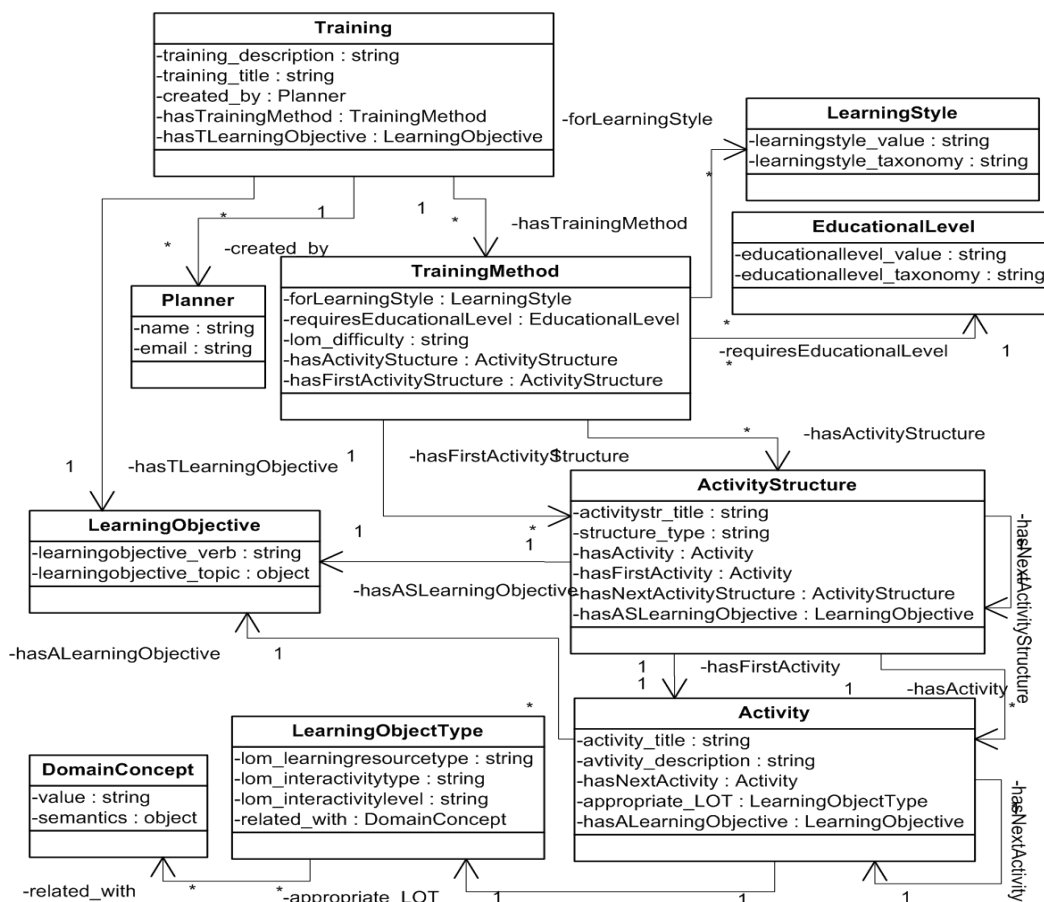 Training
-training_description : string
-training_title : string
-created_by : Planner
-hasTrainingMethod : TrainingMethod
-hasTLearningObjective : LearningObjective
-forLearningStyle
LearningStyle
-learningstyle_value : string
-learningstyle_taxonomy : string
*
*
1
1
*
*
-hasTrainingMethod
-created_by
EducationalLevel
-educationallevel_value : string
-educationallevel_taxonomy : string
Planner
-name : string
-email : string
TrainingMethod
-forLearningStyle : LearningStyle
-requiresEducationalLevel : EducationalLevel
-lom_difficulty : string
-hasActivityStucture : ActivityStructure
-hasFirstActivityStructure : ActivityStructure
*
-requiresEducationalLevel
1
*
*
-hasActivityStructure
1
-hasTLearningObjective
1
-hasFirstActivityStructure
1
ActivityStructure
-activitystr_title : string
-structure_type : string
-hasActivity : Activity
-hasFirstActivity : Activity
-hasNextActivityStructure : ActivityStructure
-hasASLearningObjective : LearningObjective
-hasNextActivityStructure
LearningObjective
-learningobjective_verb : string
-learningobjective_topic : object
1
*
1
-hasASLearningObjective
-hasALearningObjective
1
1
1
-hasFirstActivity
1
-hasActivity
*
*
Activity
-activity_title : string
-avtivity_description : string
-hasNextActivity : Activity
-appropriate_LOT : LearningObjectType
-hasALearningObjective : LearningObjective
-hasNextActivity
LearningObjectType
-lom_learningresourcetype : string
-lom_interactivitytype : string
-lom_interactivitylevel : string
-related_with : DomainConcept
DomainConcept
-value : string
-semantics : object
-related_with
*
*
-appropriate_LOT
1
1
1